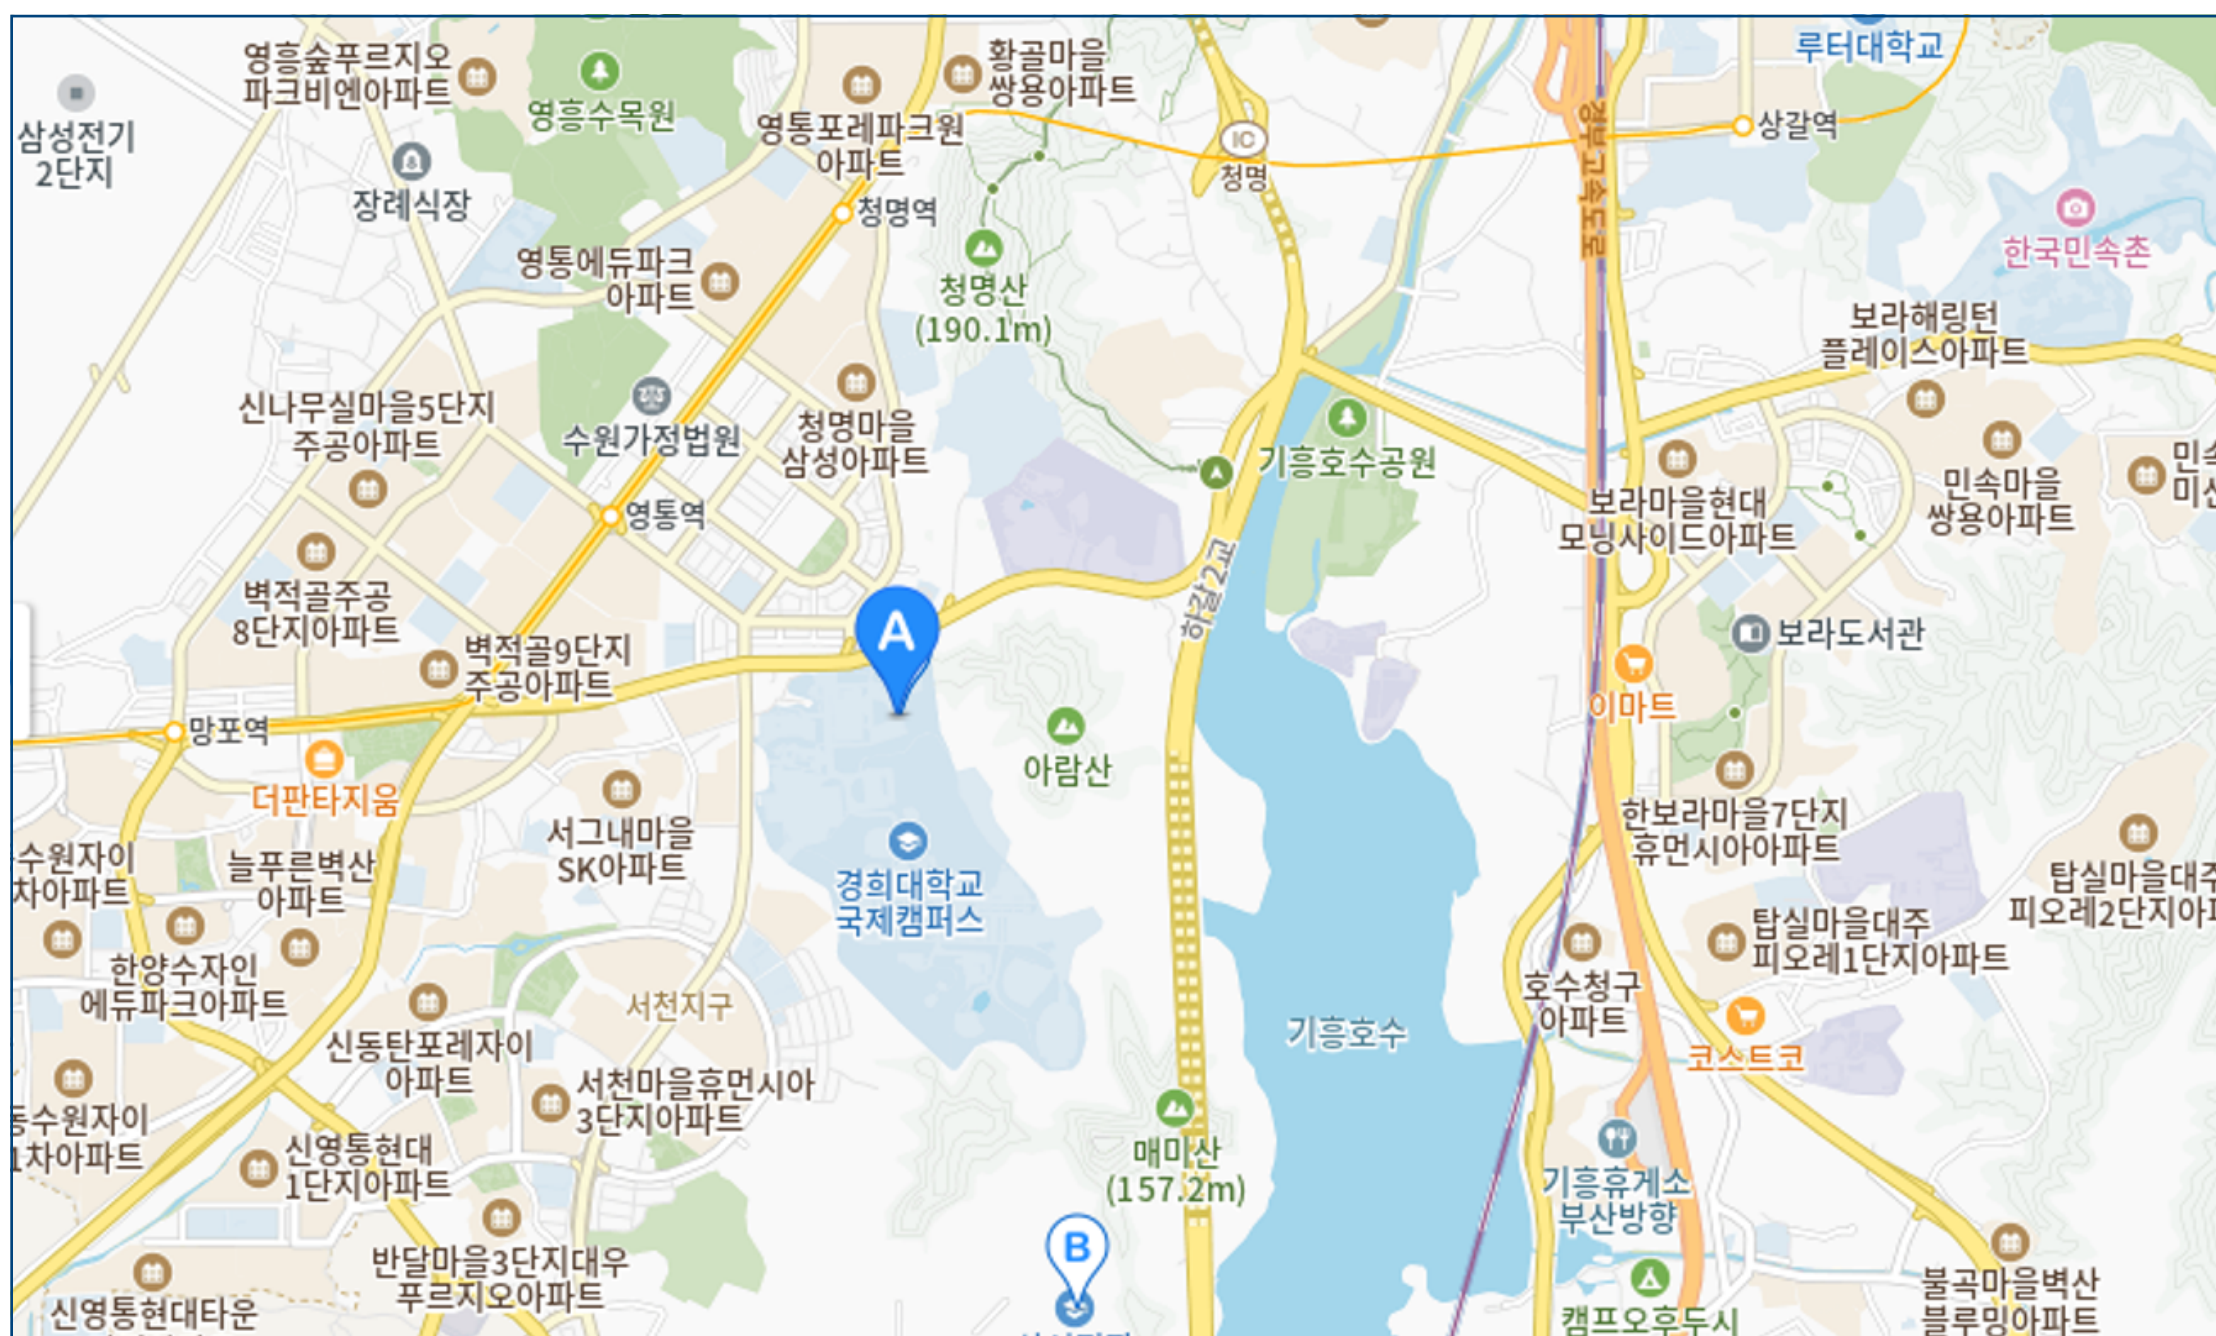 영흥숲푸르지오
파크비엔아파트
삼성전기
2단지
영흥수목원
장례식장
황골마을
쌍용아파트
영통포레파크원
아파트
청명역
IC
청명
루터대학교
상갈역
경부고속도로
한국민속촌
영통에듀파크
아파트
청명산
(190.1m)
보라해링턴
플레이스아파트
신나무실마을5단지
주공아파트
수원가정법원
청명마을
삼성아파트
기흥호수공원
영통역
보라마을현대
모닝사이드아파트
민속마을
쌍용아파트
벽적골주공
8단지아파트
하갈2교
A
벽적골9단지
주공아파트
보라도서관
이마트
망포역
더판타지움
아람산
서그내마을
SK아파트
경희대학교
국제캠퍼스
한보라마을7단지
휴먼시아아파트
수원자이
차아파트
늘푸른벽산
아파트
탑실마을대주
피오레2단지아파
탑실마을대주
피오레1단지아파트
한양수자인
에듀파크아파트
서천지구
호수청구
아파트
기흥호수
코스트코
신동탄포레자이
아파트
서천마을휴먼시아
3단지아파트
동수원자이
1차아파트
신영통현대
1단지아파트
매미산
(157.2m)
기흥휴게소
부산방향
B
반달마을3단지대우
푸르지오아파트
신영통현대타운
캠프오후두시
불곡마을벽산
블루밍아파트